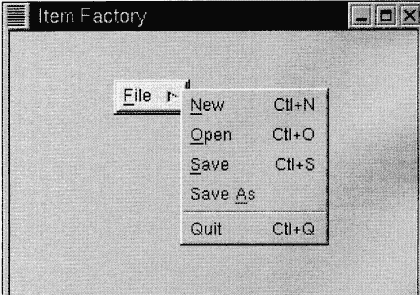 Item Factory
File
New Ctl+N
Open Ctl+O
Save Ctl+S
Save As
Quit Ctl+Q